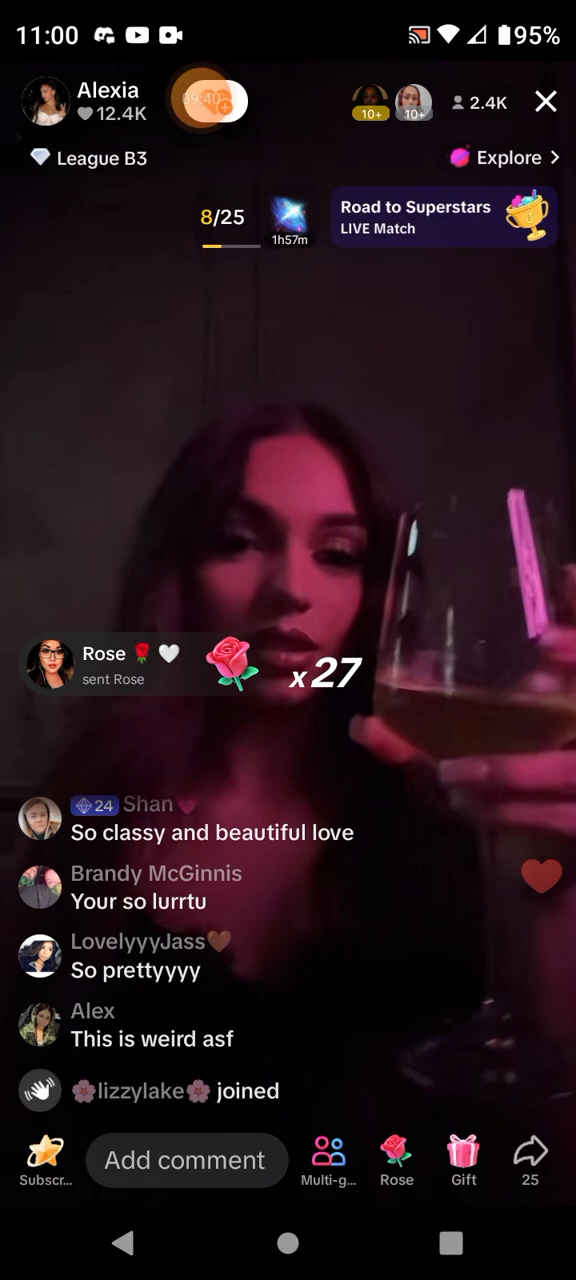 11:00
95%
Alexia
12.4K
09:40
10+
10+
2.4K
League B3
Explore
8/25
1h57m
Road to Superstars
LIVE Match
Rose
sent Rose
x27
24 Shan
So classy and beautiful love
Brandy McGinnis
Your so lurrtu
LovelyyyJass🤎
So prettyyyy
Alex
This is weird asf
🌸lizzylake🌸 joined
Add comment
Subscr...
Multi-g...
Rose
Gift
25